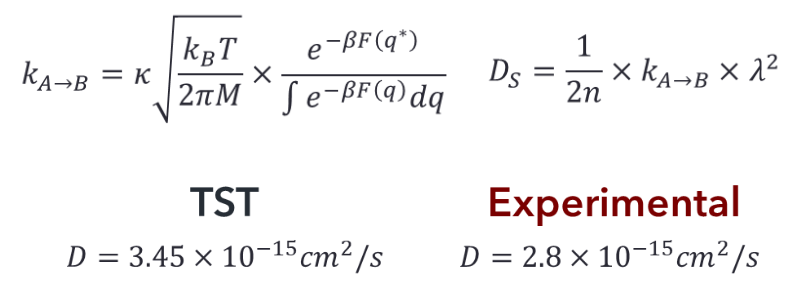 k_{A→B} = κ √(k_B T / 2πM) × e^{−βF(q*)} / ∫ e^{−βF(q)} dq
D_S = 1/2n × k_{A→B} × λ²
TST
Experimental
D = 3.45 × 10⁻¹⁵ cm²/s
D = 2.8 × 10⁻¹⁵ cm²/s